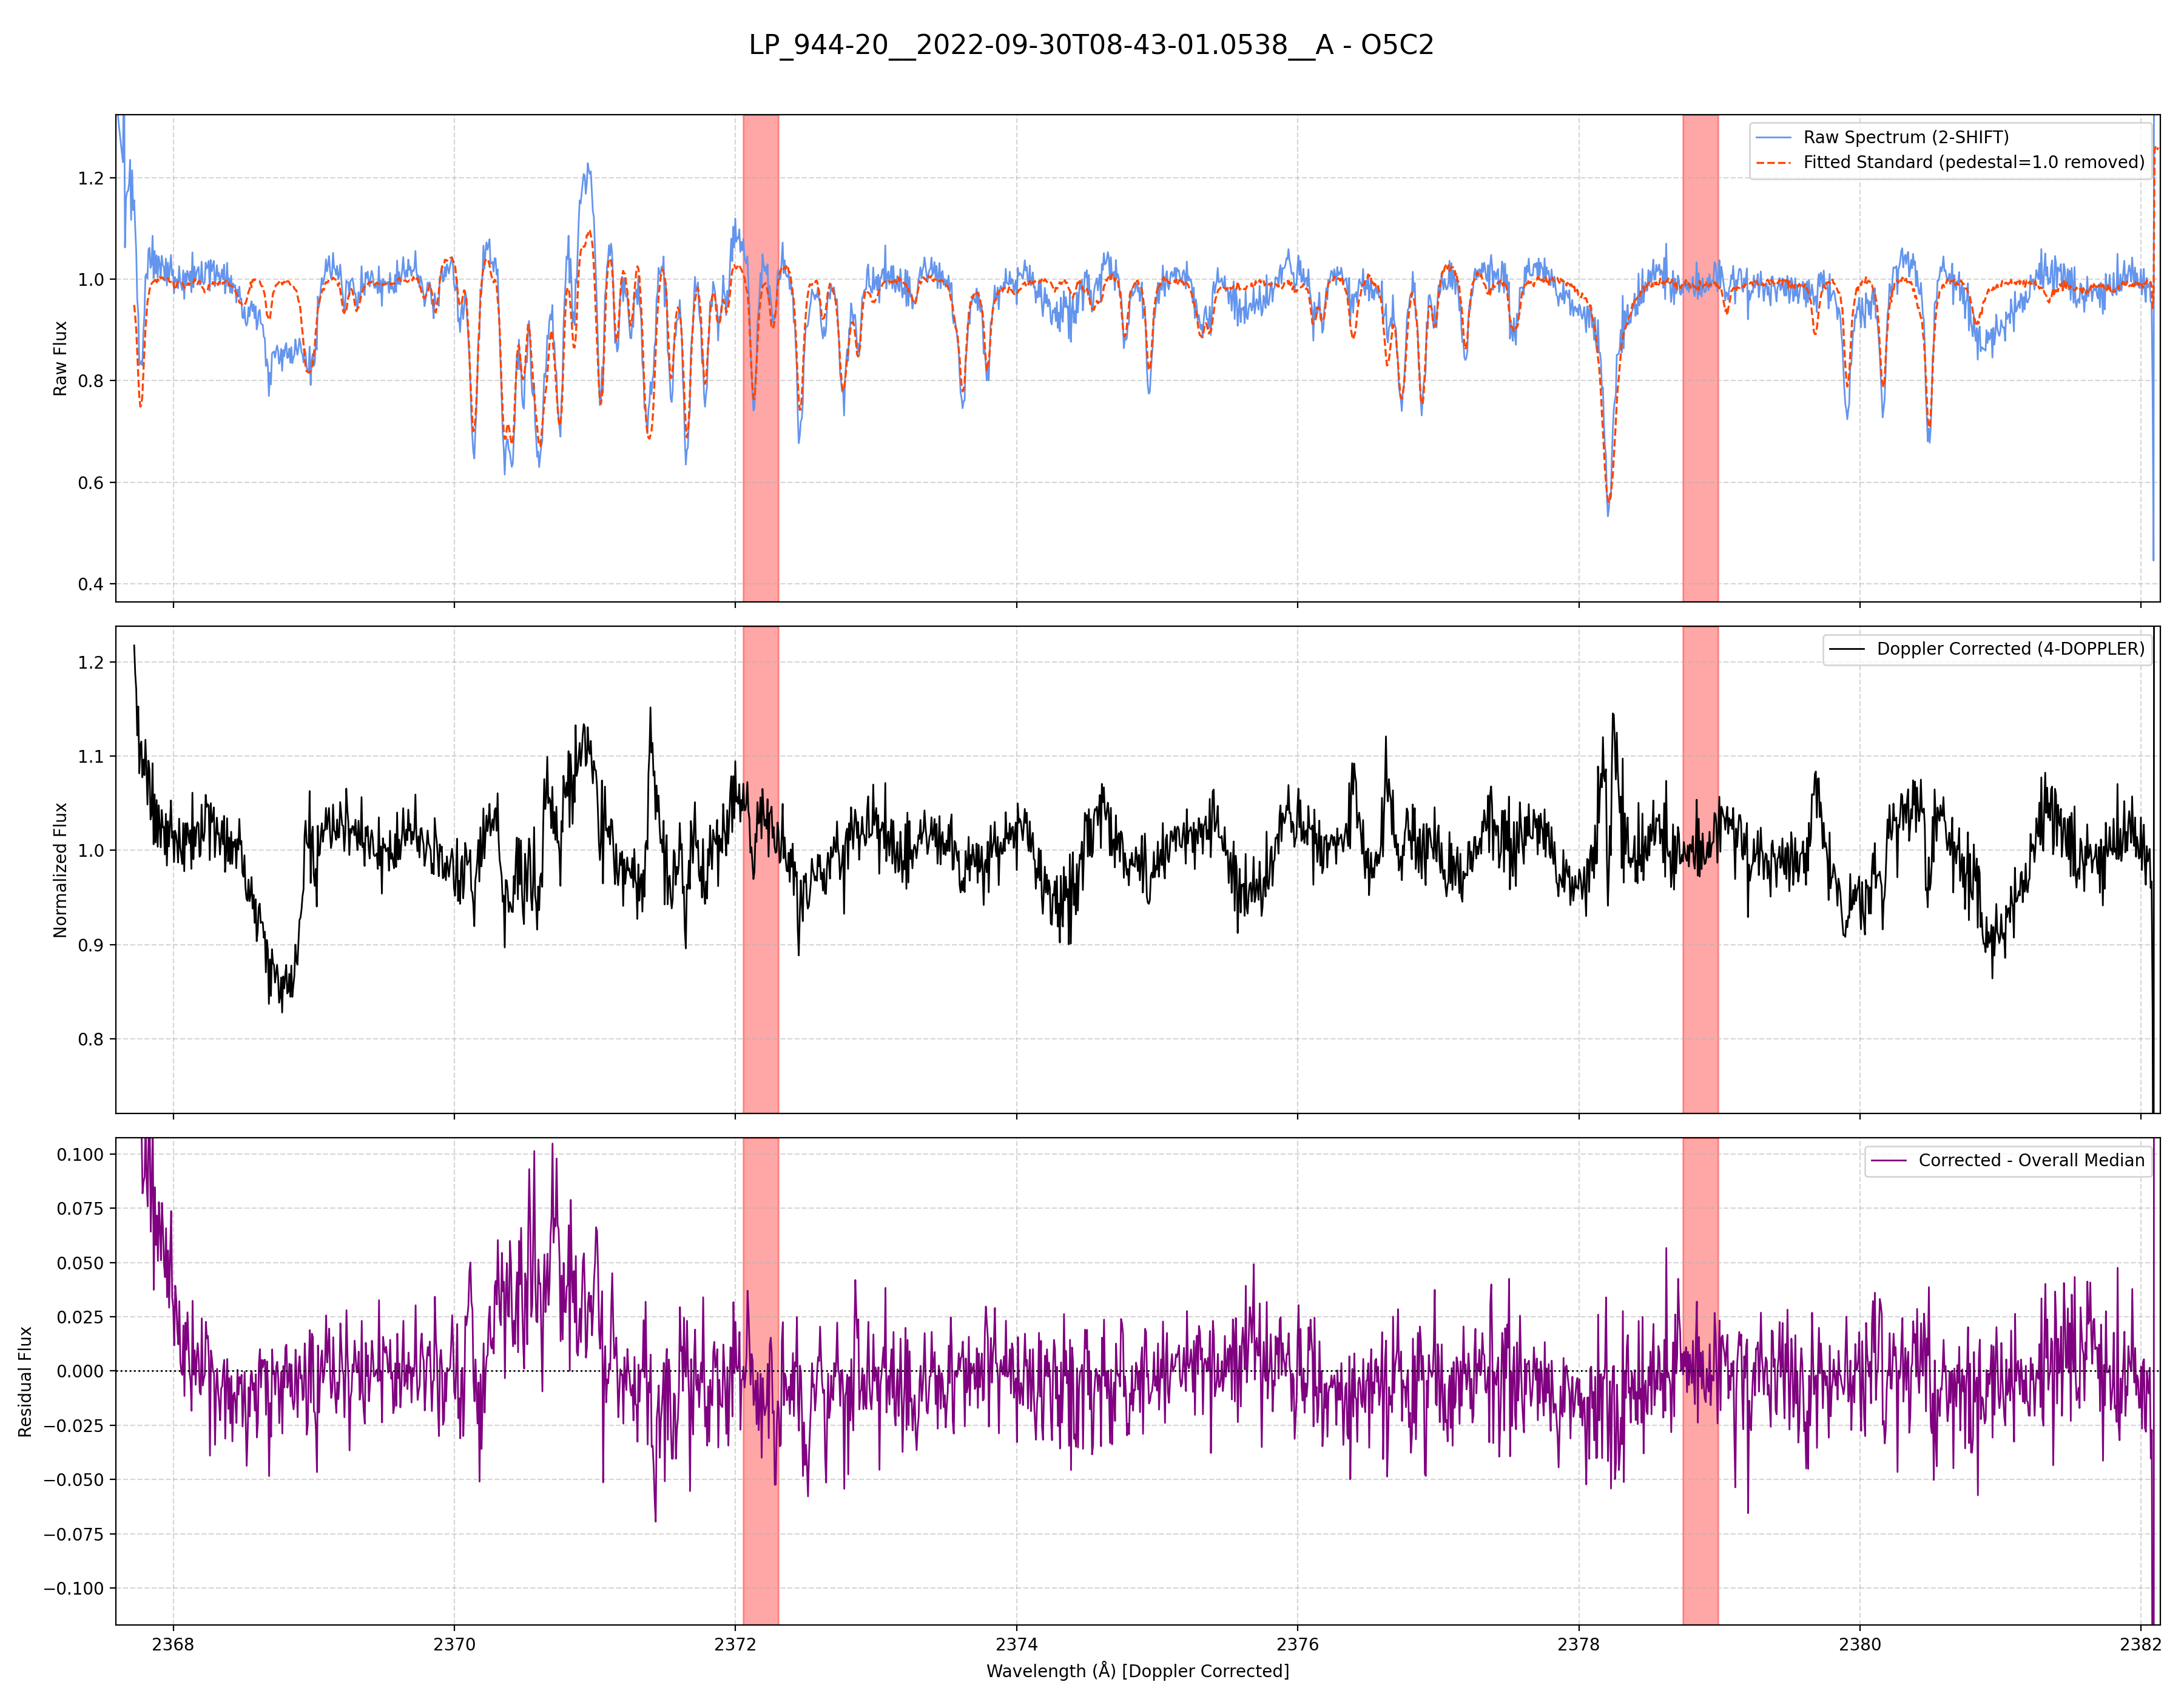 LP_944-20__2022-09-30T08-43-01.0538__A - O5C2
Raw Spectrum (2-SHIFT)
Fitted Standard (pedestal=1.0 removed)
Raw Flux
1.2
1.0
0.8
0.6
0.4
Doppler Corrected (4-DOPPLER)
Normalized Flux
1.2
1.1
1.0
0.9
0.8
Corrected - Overall Median
Residual Flux
0.100
0.075
0.050
0.025
0.000
−0.025
−0.050
−0.075
−0.100
2368 2370 2372 2374 2376 2378 2380 2382
Wavelength (Å) [Doppler Corrected]